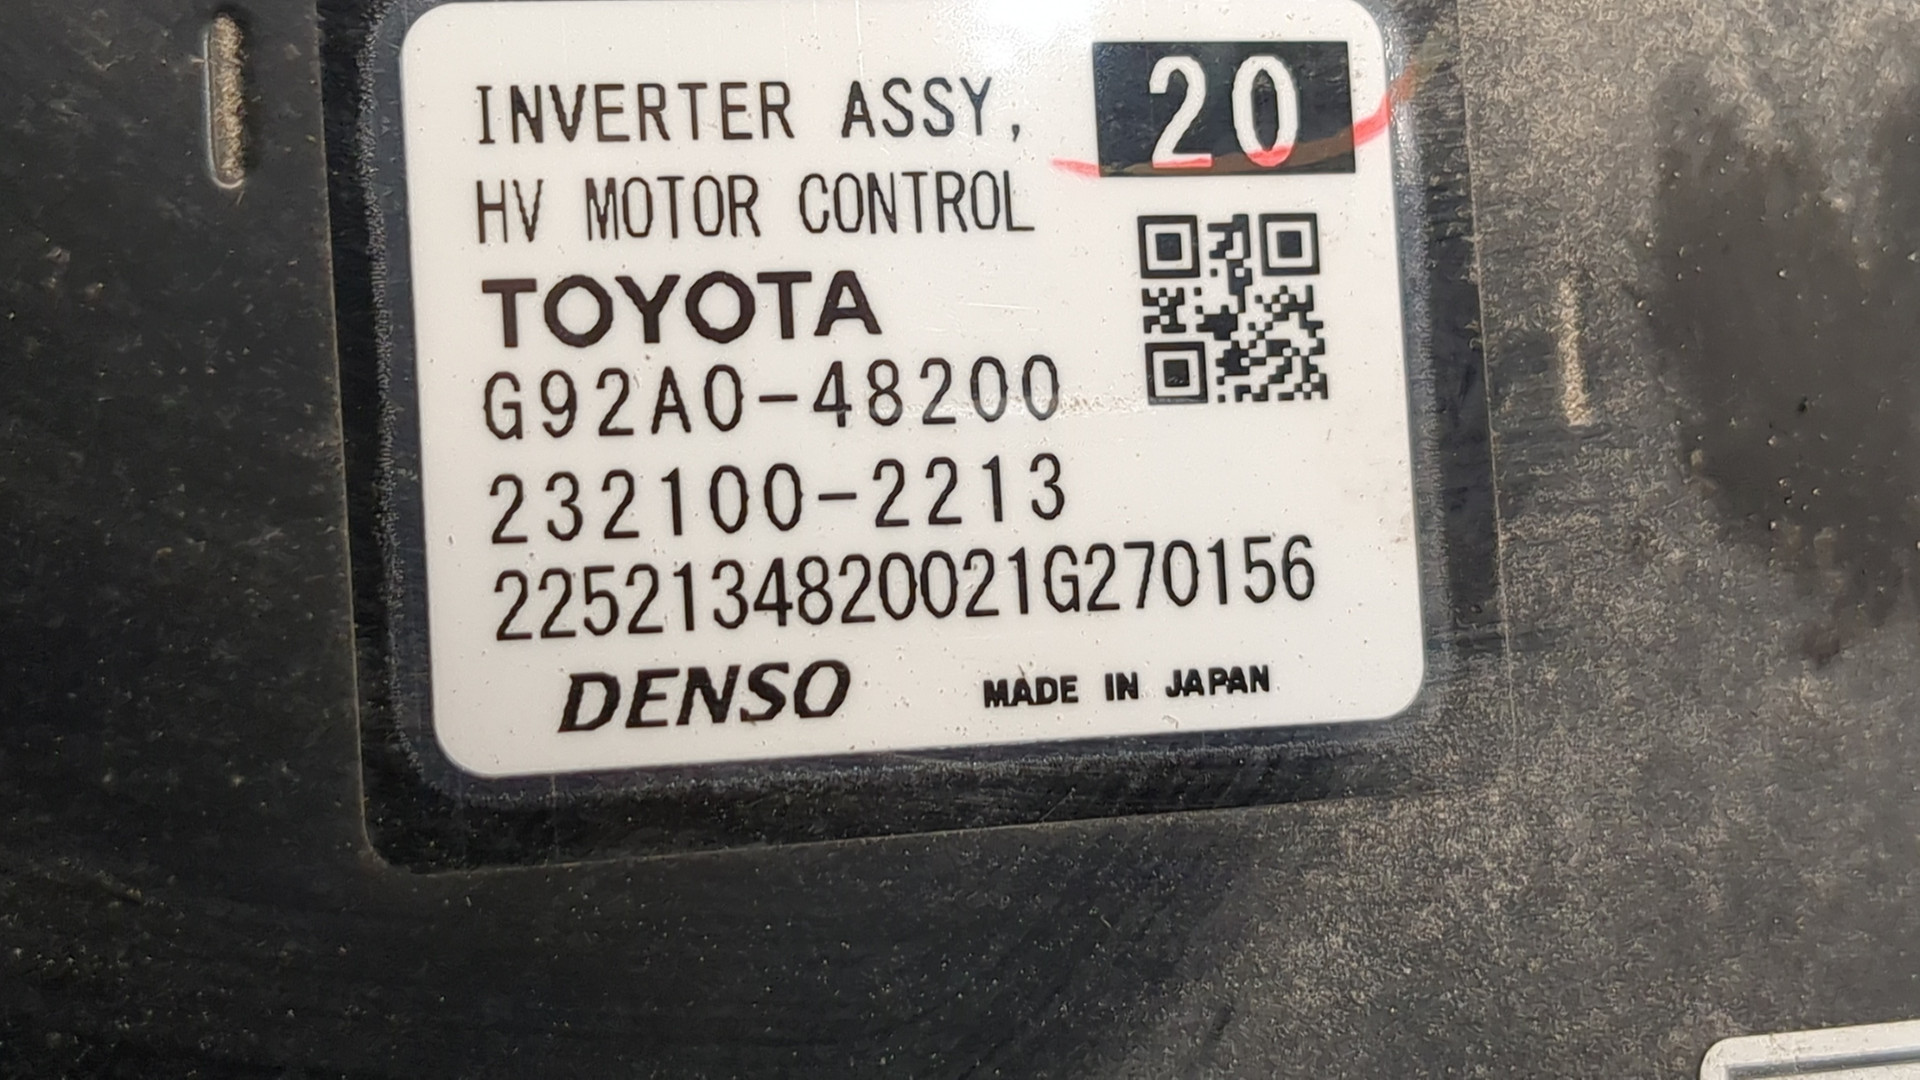 INVERTER ASSY,
20
HV MOTOR CONTROL
TOYOTA
G92A0-48200
232100-2213
2252134820021G270156
DENSO MADE IN JAPAN